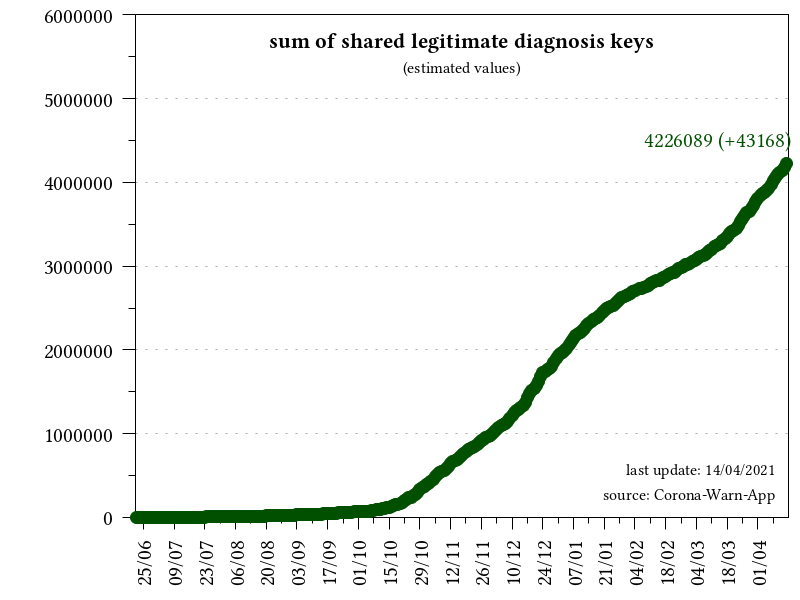 sum of shared legitimate diagnosis keys
(estimated values)
6000000
5000000
4226089 (+43168)
4000000
3000000
2000000
1000000
last update: 14/04/2021
source: Corona-Warn-App
0
25/06 09/07 23/07 06/08 20/08 03/09 17/09 01/10 15/10 29/10 12/11 26/11 10/12 24/12 07/01 21/01 04/02 18/02 04/03 18/03 01/04